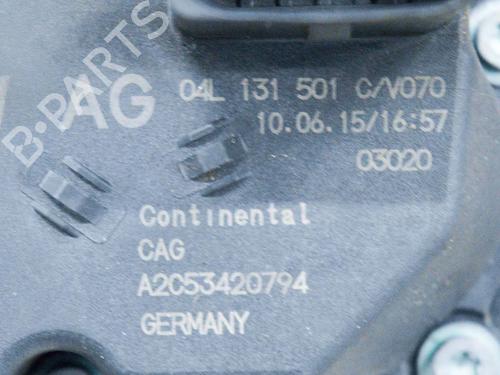 B-PARTS
AG
04L 131 501 C/V070
10.06.15/16:57
03020
Continental
CAG
A2C53420794
GERMANY